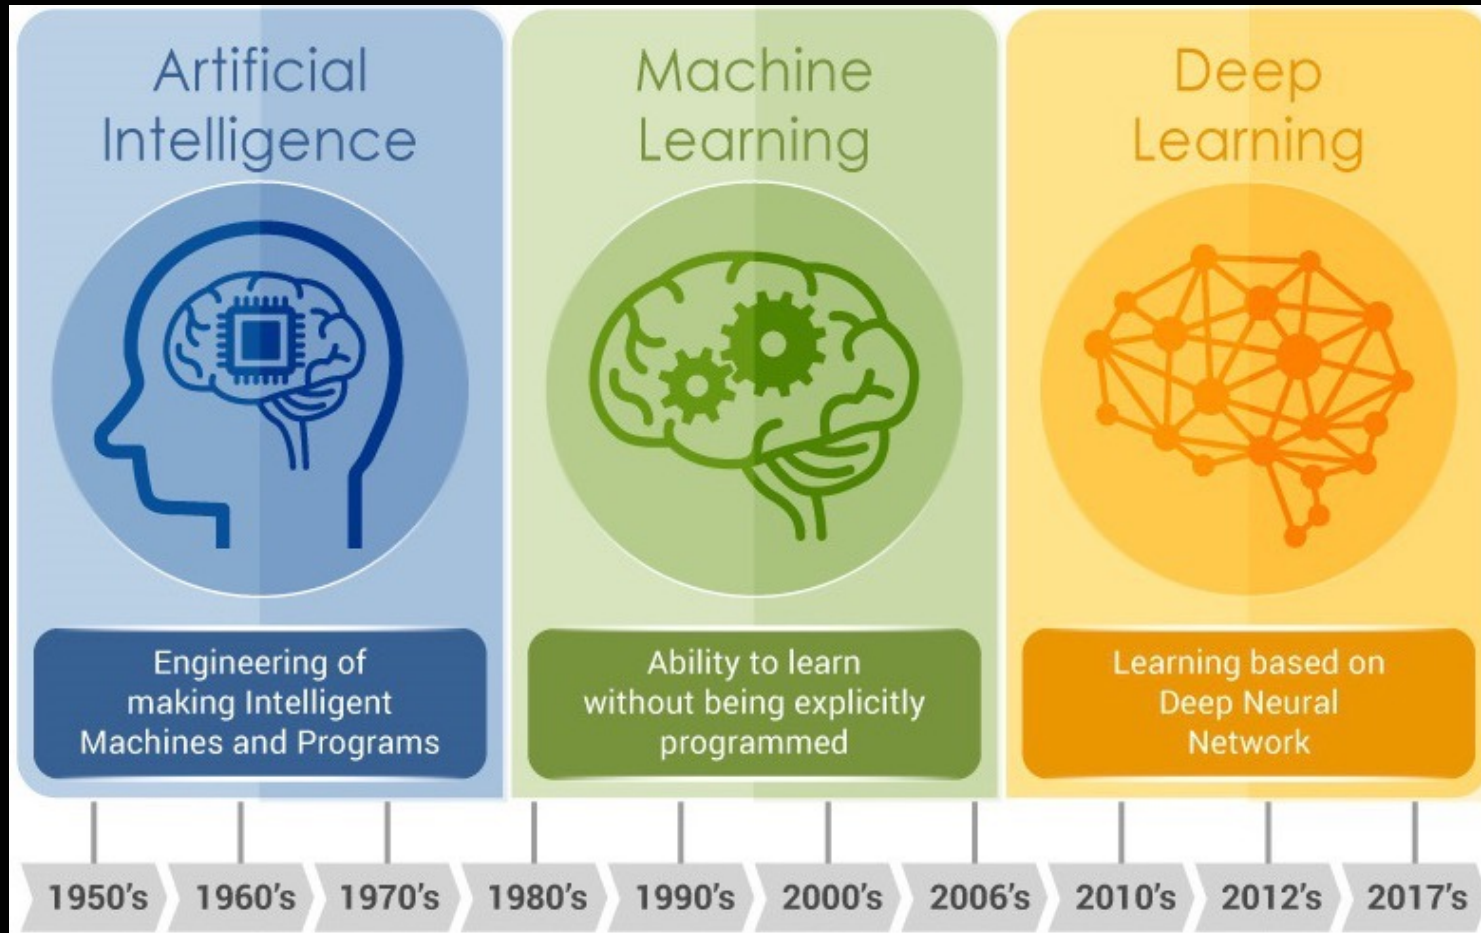 Artificial
Intelligence
Engineering of
making Intelligent
Machines and Programs
Machine
Learning
Ability to learn
without being explicitly
programmed
Deep
Learning
Learning based on
Deep Neural
Network
1950's
1960's
1970's
1980's
1990's
2000's
2006's
2010's
2012's
2017's